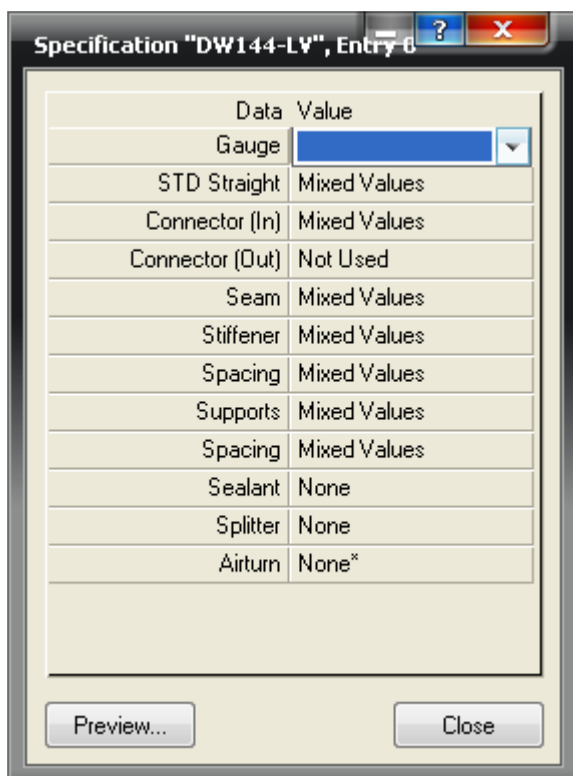 Specification "DW144-LV", Entry 6
?
X
Data Value
Gauge
STD Straight Mixed Values
Connector (In) Mixed Values
Connector (Out) Not Used
Seam Mixed Values
Stiffener Mixed Values
Spacing Mixed Values
Supports Mixed Values
Spacing Mixed Values
Sealant None
Splitter None
Airturn None*
Preview... Close